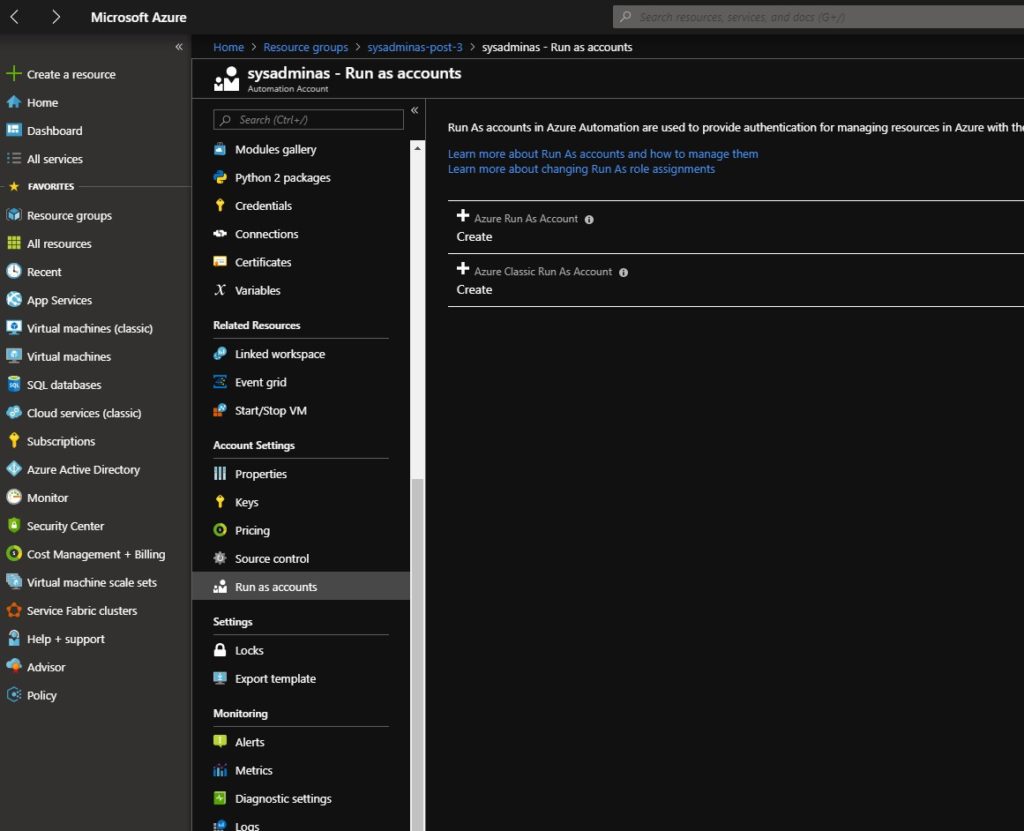 Microsoft Azure
Search resources, services, and docs (G+/)
«
Create a resource
Home
Dashboard
All services
FAVORITES
Resource groups
All resources
Recent
App Services
Virtual machines (classic)
Virtual machines
SQL databases
Cloud services (classic)
Subscriptions
Azure Active Directory
Monitor
Security Center
Cost Management + Billing
Virtual machine scale sets
Service Fabric clusters
Help + support
Advisor
Policy
Home > Resource groups > sysadminas-post-3 > sysadminas - Run as accounts
sysadminas - Run as accounts
Automation Account
Search (Ctrl+/)
«
Modules gallery
Python 2 packages
Credentials
Connections
Certificates
Variables
Related Resources
Linked workspace
Event grid
Start/Stop VM
Account Settings
Properties
Keys
Pricing
Source control
Run as accounts
Settings
Locks
Export template
Monitoring
Alerts
Metrics
Diagnostic settings
Logs
Run As accounts in Azure Automation are used to provide authentication for managing resources in Azure with the
Learn more about Run As accounts and how to manage them
Learn more about changing Run As role assignments
Azure Run As Account
Create
Azure Classic Run As Account
Create